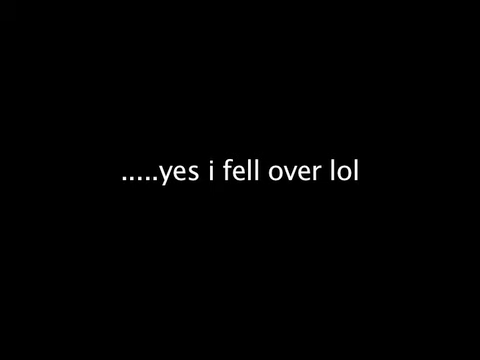 .....yes i fell over lol